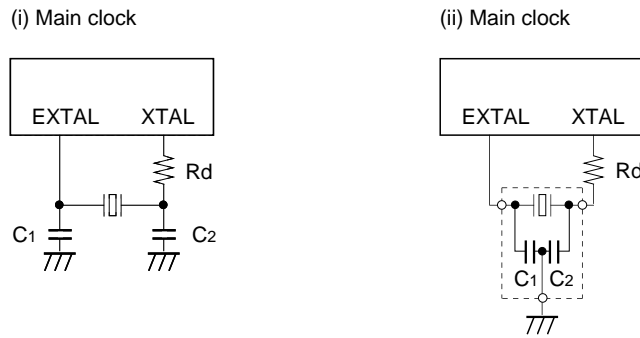 (i) Main clock
(ii) Main clock
EXTAL XTAL
EXTAL XTAL
Rd
Rd
C1 C2
C1 C2